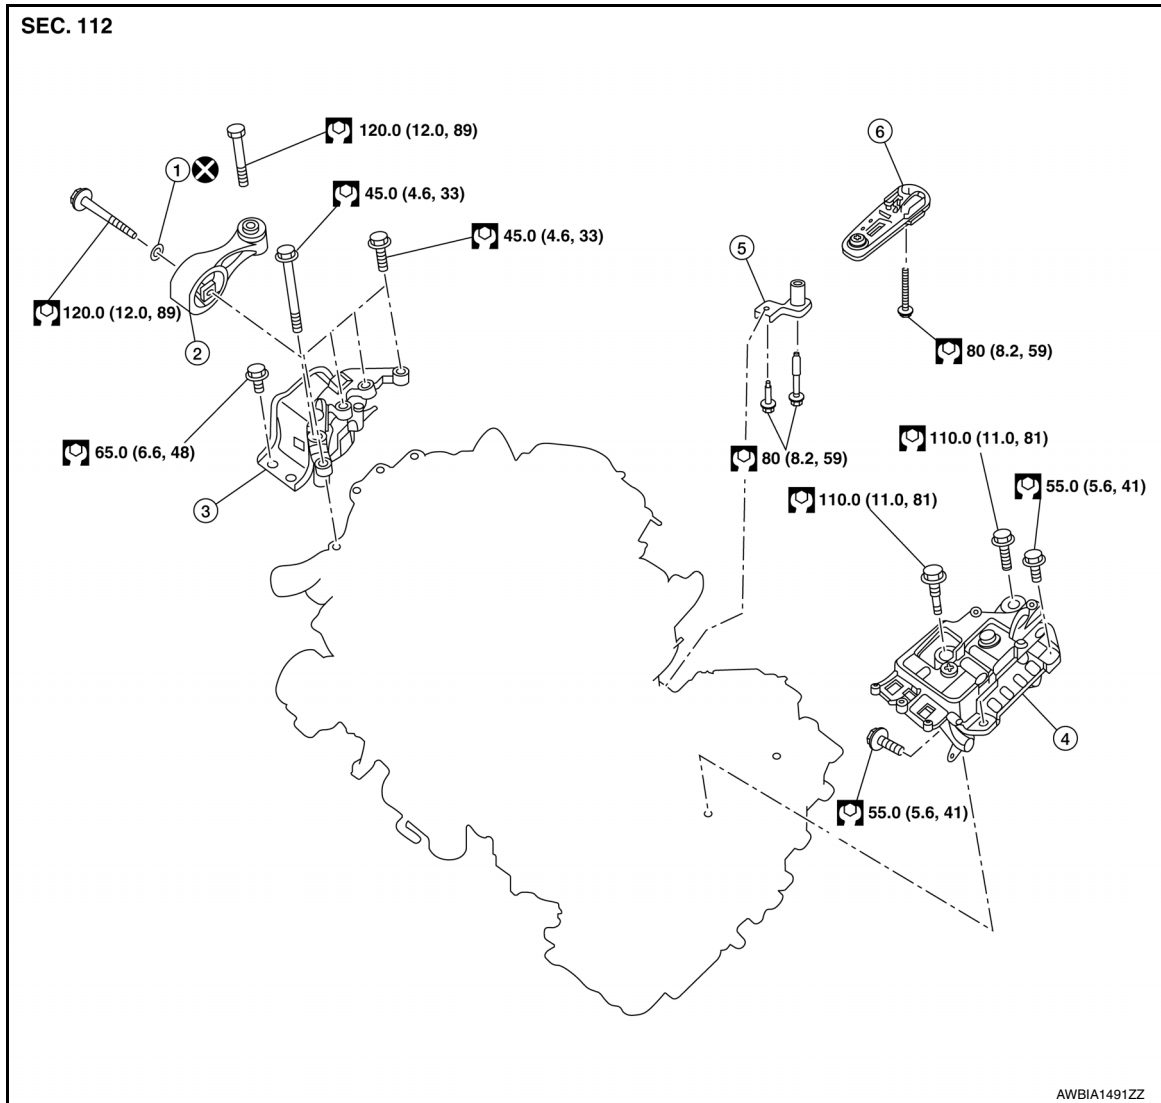 SEC. 112
120.0 (12.0, 89)
6
1
45.0 (4.6, 33)
45.0 (4.6, 33)
5
120.0 (12.0, 89)
2
80 (8.2, 59)
110.0 (11.0, 81)
65.0 (6.6, 48)
80 (8.2, 59)
55.0 (5.6, 41)
110.0 (11.0, 81)
3
4
55.0 (5.6, 41)
AWBIA1491ZZ